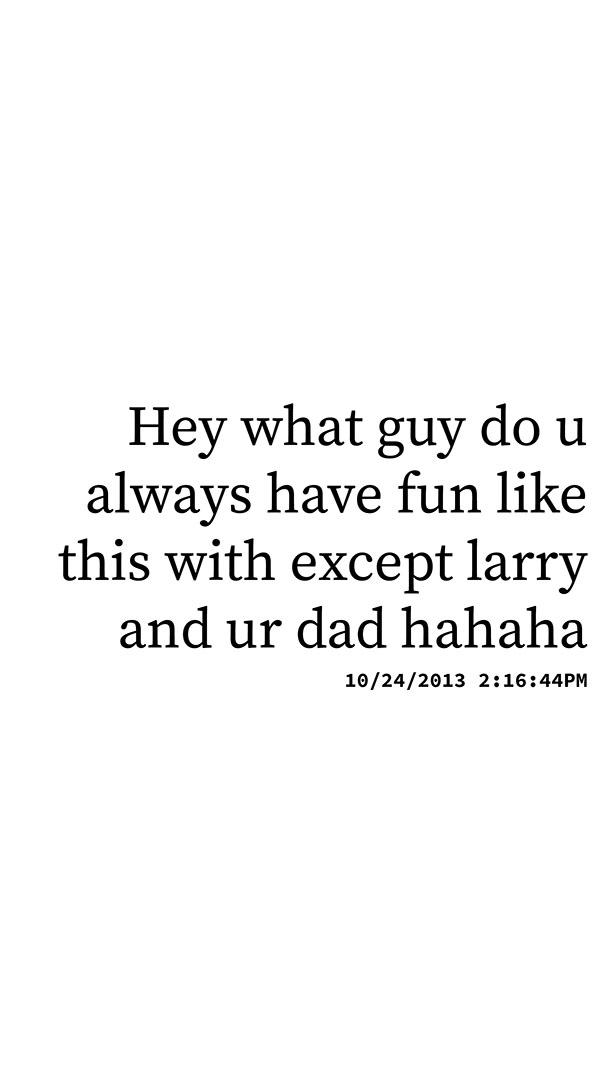 Hey what guy do u
always have fun like
this with except larry
and ur dad hahaha
10/24/2013 2:16:44PM